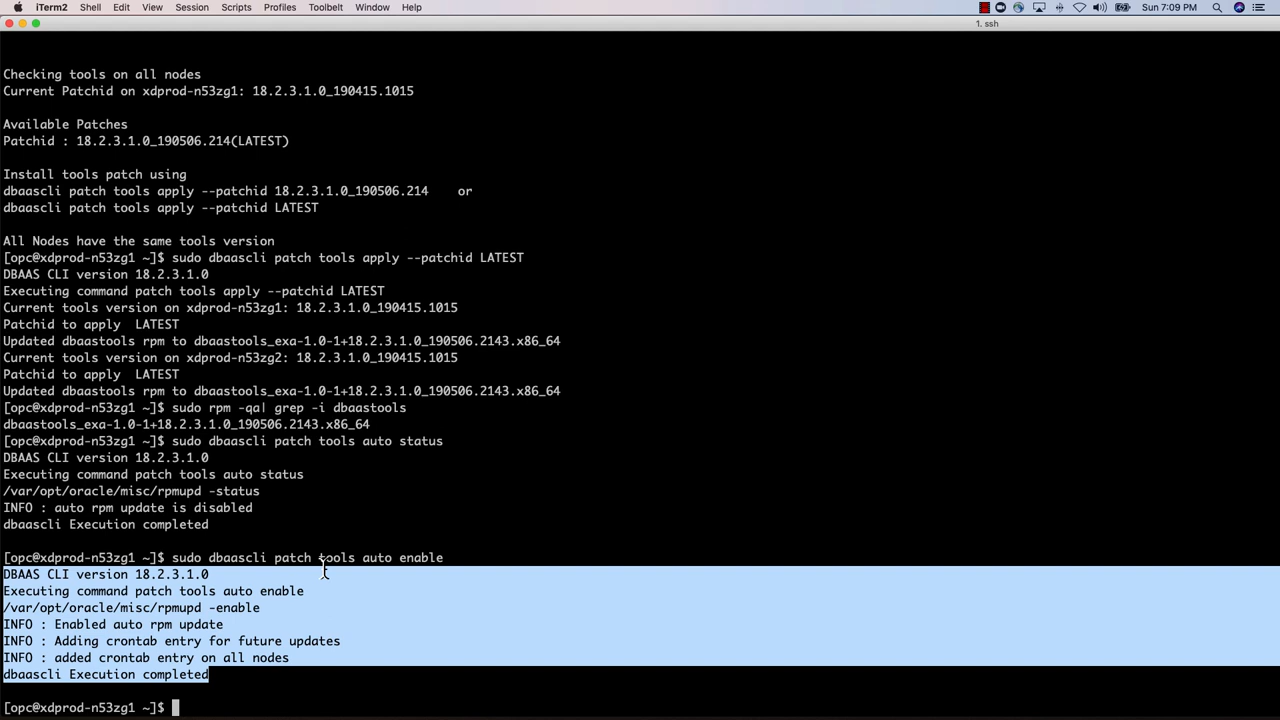 iTerm2 Shell Edit View Session Scripts Profiles Toolbelt Window Help Sun 7:09 PM
1. ssh
Checking tools on all nodes
Current Patchid on xdprod-n53zg1: 18.2.3.1.0_190415.1015
Available Patches
Patchid : 18.2.3.1.0_190506.214(LATEST)
Install tools patch using
dbaascli patch tools apply --patchid 18.2.3.1.0_190506.214 or
dbaascli patch tools apply --patchid LATEST
All Nodes have the same tools version
[opc@xdprod-n53zg1 ~]$ sudo dbaascli patch tools apply --patchid LATEST
DBAAS CLI version 18.2.3.1.0
Executing command patch tools apply --patchid LATEST
Current tools version on xdprod-n53zg1: 18.2.3.1.0_190415.1015
Patchid to apply LATEST
Updated dbaastools rpm to dbaastools_exa-1.0-1+18.2.3.1.0_190506.2143.x86_64
Current tools version on xdprod-n53zg2: 18.2.3.1.0_190415.1015
Patchid to apply LATEST
Updated dbaastools rpm to dbaastools_exa-1.0-1+18.2.3.1.0_190506.2143.x86_64
[opc@xdprod-n53zg1 ~]$ sudo rpm -qa| grep -i dbaastools
dbaastools_exa-1.0-1+18.2.3.1.0_190506.2143.x86_64
[opc@xdprod-n53zg1 ~]$ sudo dbaascli patch tools auto status
DBAAS CLI version 18.2.3.1.0
Executing command patch tools auto status
/var/opt/oracle/misc/rpmupd -status
INFO : auto rpm update is disabled
dbaascli Execution completed
[opc@xdprod-n53zg1 ~]$ sudo dbaascli patch tools auto enable
DBAAS CLI version 18.2.3.1.0
Executing command patch tools auto enable
/var/opt/oracle/misc/rpmupd -enable
INFO : Enabled auto rpm update
INFO : Adding crontab entry for future updates
INFO : added crontab entry on all nodes
dbaascli Execution completed
[opc@xdprod-n53zg1 ~]$